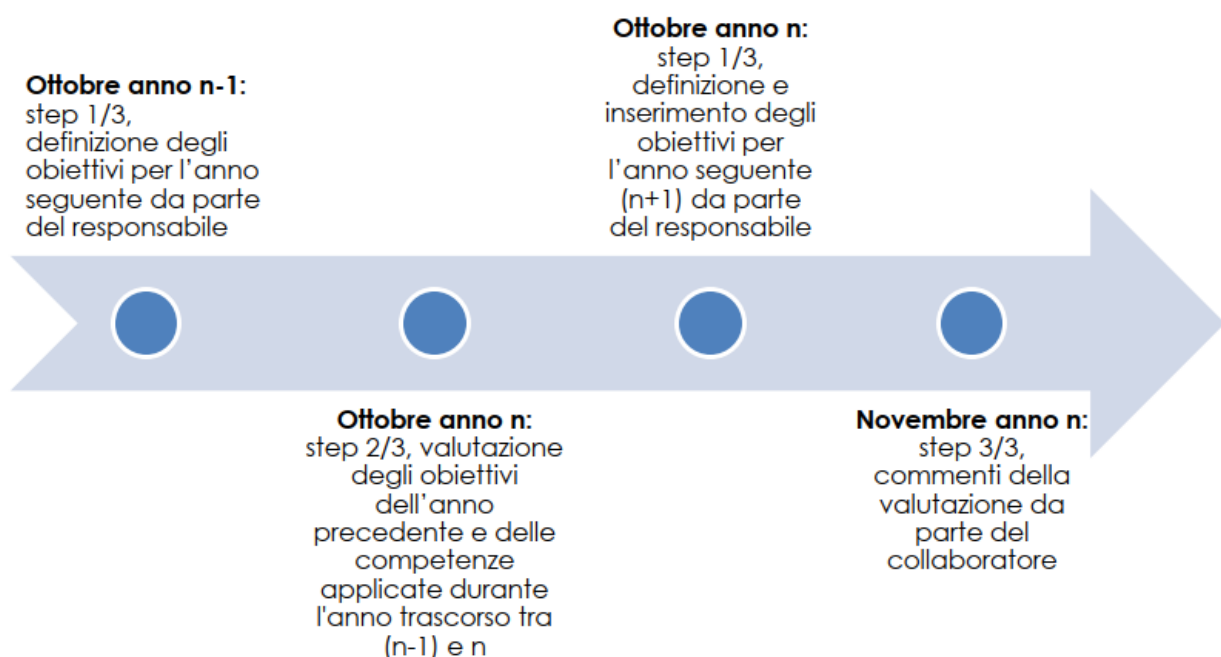 Ottobre anno n-1:
step 1/3,
definizione degli
obiettivi per l'anno
seguente da parte
del responsabile
Ottobre anno n:
step 2/3, valutazione
degli obiettivi
dell'anno
precedente e delle
competenze
applicate durante
l'anno trascorso tra
(n-1) e n
Ottobre anno n:
step 1/3,
definizione e
inserimento degli
obiettivi per
l'anno seguente
(n+1) da parte
del responsabile
Novembre anno n:
step 3/3,
commenti della
valutazione da
parte del
collaboratore